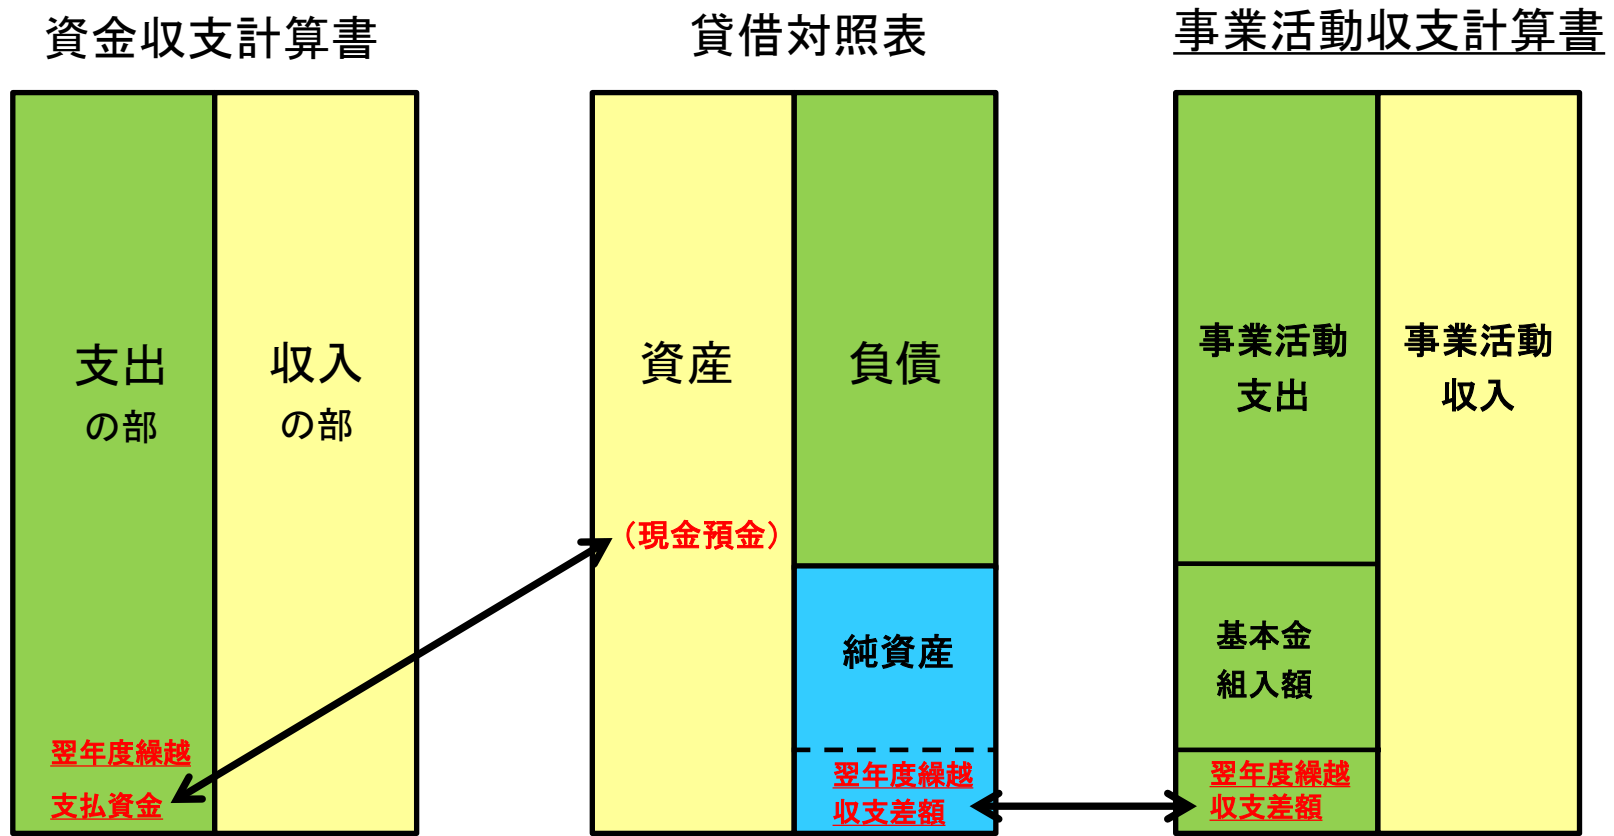 資金収支計算書
支出
の部
翌年度繰越
支払資金
収入
の部
貸借対照表
資産
（現金預金）
負債
純資産
翌年度繰越
収支差額
事業活動収支計算書
事業活動
支出
基本金
組入額
翌年度繰越
収支差額
事業活動
収入